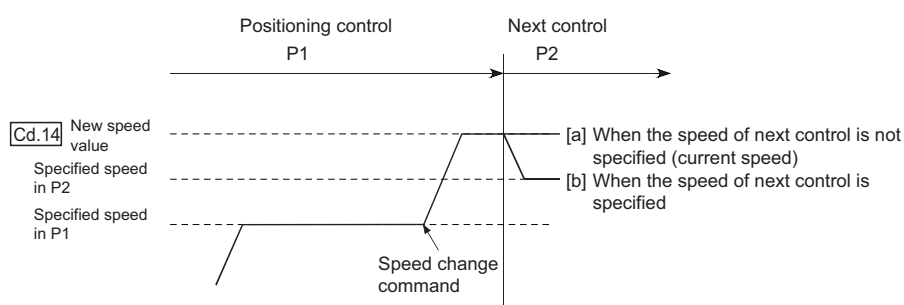 Positioning control
Next control
P1
P2
Cd.14 New speed
value
Specified speed
in P2
Specified speed
in P1
[a] When the speed of next control is not
specified (current speed)
[b] When the speed of next control is
specified
Speed change
command